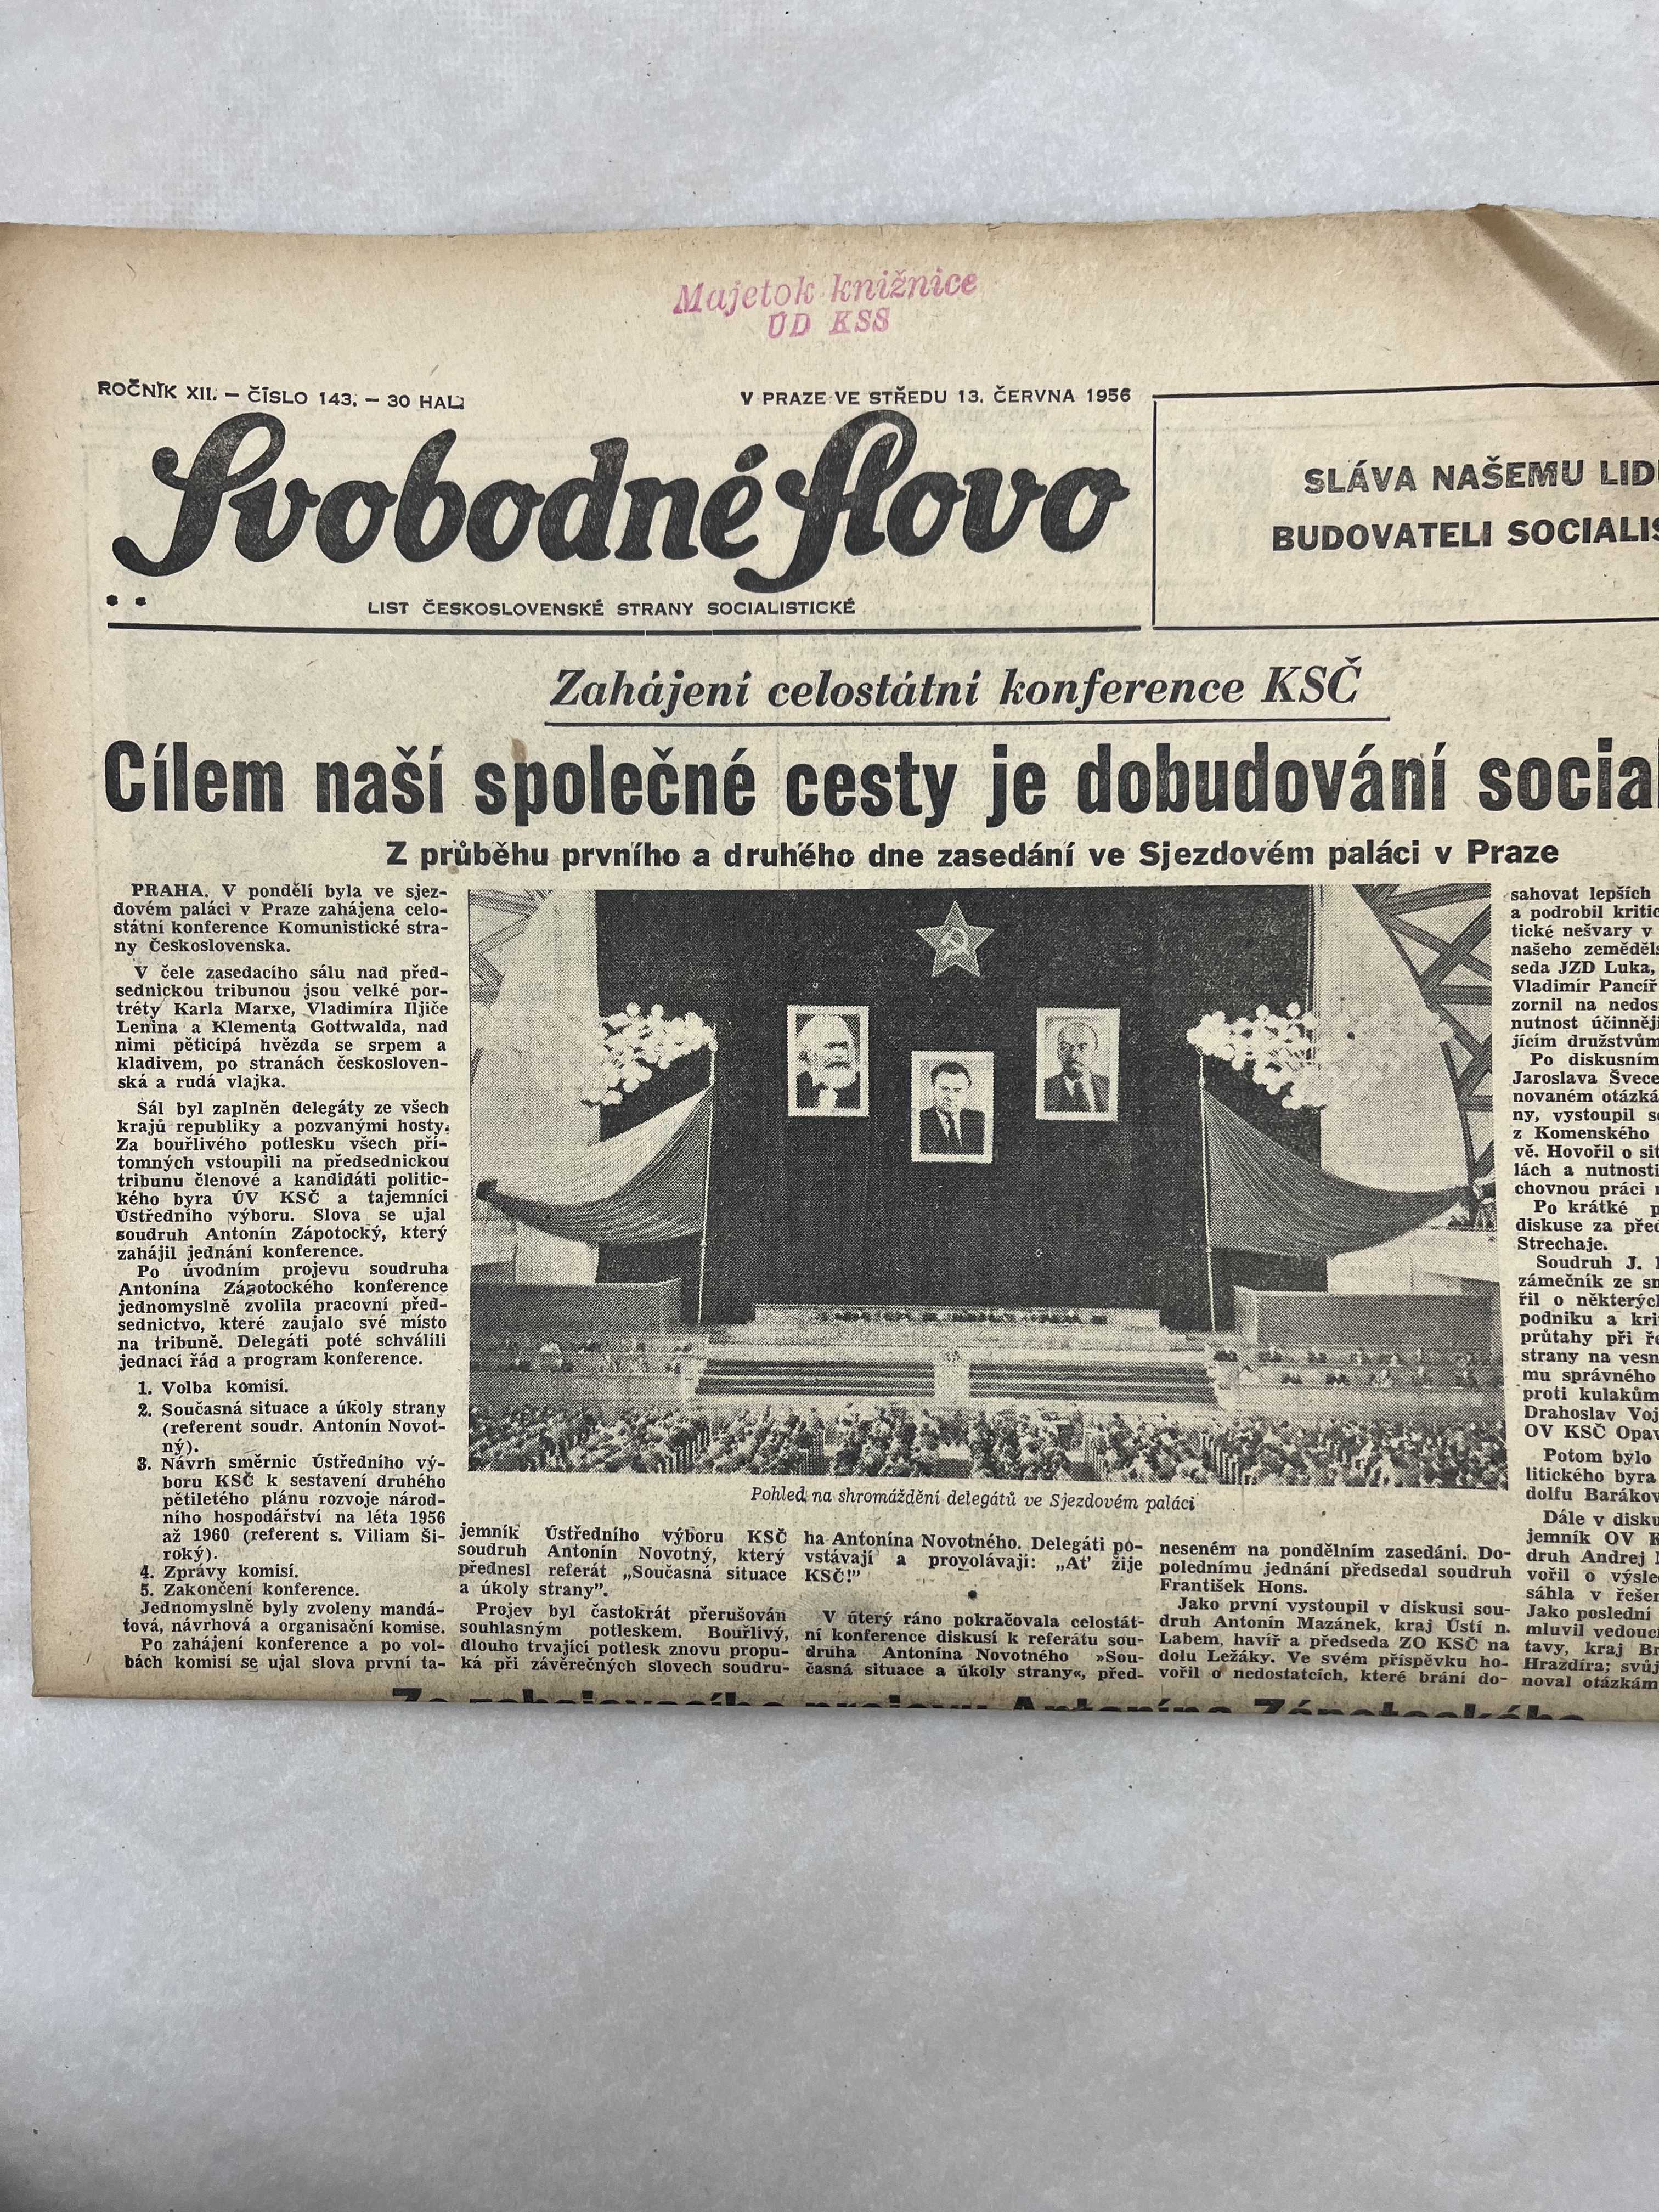 Majetok knižnice
ÚD KSS
ROČNÍK XII. — ČÍSLO 143. — 30 HAL.
V PRAZE VE STŘEDU 13. ČERVNA 1956
Svobodné slovo
LIST ČESKOSLOVENSKÉ STRANY SOCIALISTICKÉ
SLÁVA NAŠEMU LIDU
BUDOVATELI SOCIALIS
Zahájení celostátní konference KSČ
Cílem naší společné cesty je dobudování social
Z průběhu prvního a druhého dne zasedání ve Sjezdovém paláci v Praze
PRAHA. V pondělí byla ve sjez-
dovém paláci v Praze zahájena celo-
státní konference Komunistické stra-
ny Československa.
V čele zasedacího sálu nad před-
sednickou tribunou jsou velké por-
tréty Karla Marxe, Vladimíra Iljiče
Lenina a Klementa Gottwalda, nad
nimi pěticípá hvězda se srpem a
kladivem, po stranách českosloven-
ská a rudá vlajka.
Sál byl zaplněn delegáty ze všech
krajů republiky a pozvanými hosty.
Za bouřlivého potlesku všech pří-
tomných vstoupili na předsednickou
tribunu členové a kandidáti politic-
kého byra ÚV KSČ a tajemníci
Ústředního výboru. Slova se ujal
soudruh Antonín Zápotocký, který
zahájil jednání konference.
Po úvodním projevu soudruha
Antonína Zápotockého konference
jednomyslně zvolila pracovní před-
sednictvo, které zaujalo své místo
na tribuně. Delegáti poté schválili
jednací řád a program konference.
1. Volba komisí.
2. Současná situace a úkoly strany
(referent soudr. Antonín Novot-
ný).
3. Návrh směrnic Ústředního vý-
boru KSČ k sestavení druhého
pětiletého plánu rozvoje národ-
ního hospodářství na léta 1956
až 1960 (referent s. Viliam Ši-
roký).
4. Zprávy komisí.
5. Zakončení konference.
Jednomyslně byly zvoleny mandá-
tová, návrhová a organisační komise.
Po zahájení konference a po vol-
bách komisí se ujal slova první ta-
Pohled na shromáždění delegátů ve Sjezdovém paláci
jemník Ústředního výboru KSČ
soudruh Antonín Novotný, který
přednesl referát „Současná situace
a úkoly strany".
Projev byl častokrát přerušován
souhlasným potleskem. Bouřlivý,
dlouho trvající potlesk znovu propu-
ká při závěrečných slovech soudru-
ha Antonína Novotného. Delegáti po-
vstávají a provolávají: „Ať žije
KSČ!"
V úterý ráno pokračovala celostát-
ní konference diskusí k referátu sou-
druha Antonína Novotného »Sou-
časná situace a úkoly strany«, před-
neseném na pondělním zasedání. Do-
polednímu jednání předsedal soudruh
František Hons.
Jako první vystoupil v diskusi sou-
druh Antonín Mazánek, kraj Ústí n.
Labem, havíř a předseda ZO KSČ na
dolu Ležáky. Ve svém příspěvku ho-
vořil o nedostatcích, které brání do-
sahovat lepších
a podrobil kritic
tické nešvary v
našeho zeměděls
seda JZD Luka,
Vladimír Pancíř
zornil na nedos
nutnost účinněji
jícím družstvům
Po diskusním
Jaroslava Švece
novaném otázká
ny, vystoupil so
z Komenského
vě. Hovořil o sit
lách a nutnosti
chovnou práci
Po krátké p
diskuse za před
Střechaje.
Soudruh J.
zámečník ze sm
řil o některých
podniku a krit
průtahy při ře
strany na vesn
mu správného
proti kulakům
Drahoslav Voj
OV KSČ Opav
Potom bylo
litického byra
dolfu Barákov
Dále v disku
jemník OV K
druh Andrej
vořil o výsle
sáhla v řešen
Jako poslední
mluvil vedoucí
tavy, kraj Br
Hrazdíra; svůj
noval otázkám
Ze zahajovacího projevu Antonína Zápotockého